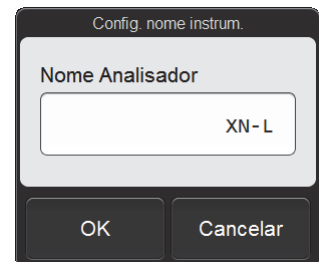 Config. nome instrum.
Nome Analisador
XN-L
OK
Cancelar